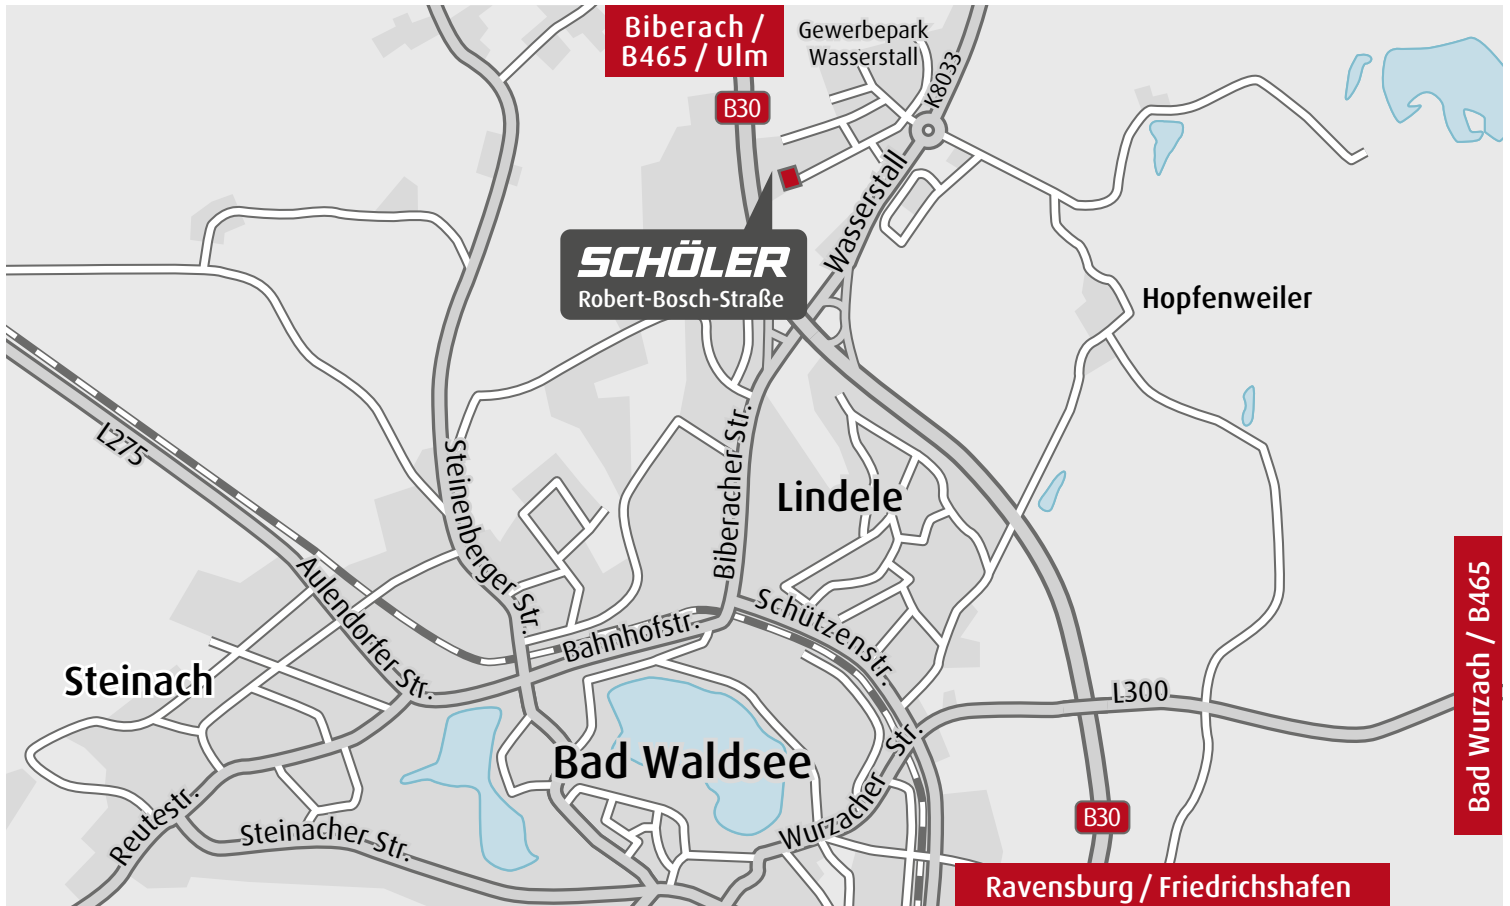 Biberach /
B465 / Ulm
Gewerbepark
Wasserstall
B30
K8033
Wasserstall
SCHÖLER
Robert-Bosch-Straße
Hopfenweiler
L275
Steinenberger Str.
Biberacher Str.
Lindele
Aulendorfer Str.
Bahnhofstr.
Schützenstr.
Steinach
L300
Bad Wurzach / B465
Bad Waldsee
Wurzacher Str.
Reutestr.
Steinacher Str.
B30
Ravensburg / Friedrichshafen